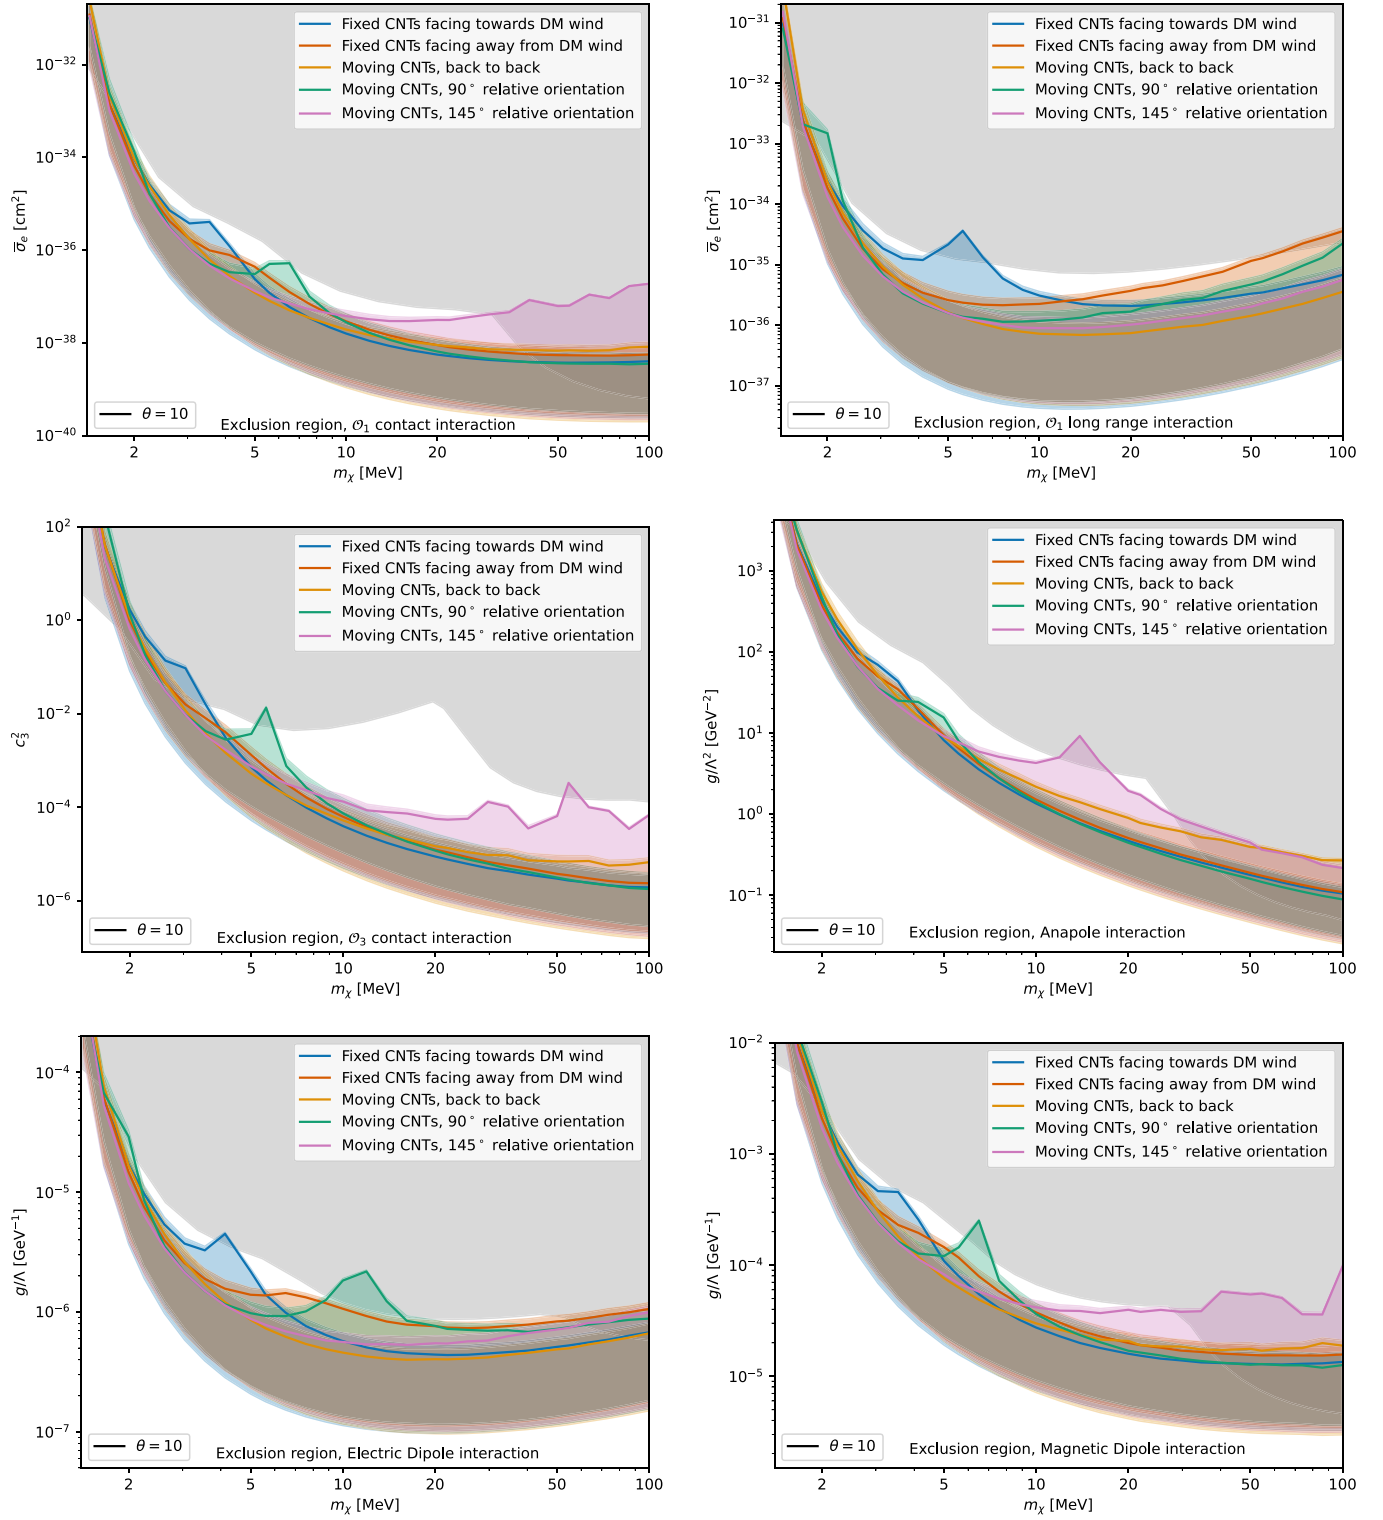 Fixed CNTs facing towards DM wind
Fixed CNTs facing away from DM wind
Moving CNTs, back to back
Moving CNTs, 90° relative orientation
Moving CNTs, 145° relative orientation
10⁻³²
10⁻³⁴
10⁻³⁶
10⁻³⁸
10⁻⁴⁰
σ̅ₑ [cm²]
θ = 10
Exclusion region, 𝒪₁ contact interaction
2 5 10 20 50 100
m_χ [MeV]
Fixed CNTs facing towards DM wind
Fixed CNTs facing away from DM wind
Moving CNTs, back to back
Moving CNTs, 90° relative orientation
Moving CNTs, 145° relative orientation
10⁻³¹
10⁻³²
10⁻³³
10⁻³⁴
10⁻³⁵
10⁻³⁶
10⁻³⁷
σ̅ₑ [cm²]
θ = 10
Exclusion region, 𝒪₁ long range interaction
2 5 10 20 50 100
m_χ [MeV]
Fixed CNTs facing towards DM wind
Fixed CNTs facing away from DM wind
Moving CNTs, back to back
Moving CNTs, 90° relative orientation
Moving CNTs, 145° relative orientation
10²
10⁰
10⁻²
10⁻⁴
10⁻⁶
c₃²
θ = 10
Exclusion region, 𝒪₃ contact interaction
2 5 10 20 50 100
m_χ [MeV]
Fixed CNTs facing towards DM wind
Fixed CNTs facing away from DM wind
Moving CNTs, back to back
Moving CNTs, 90° relative orientation
Moving CNTs, 145° relative orientation
10³
10²
10¹
10⁰
10⁻¹
g/Λ² [GeV⁻²]
θ = 10
Exclusion region, Anapole interaction
2 5 10 20 50 100
m_χ [MeV]
Fixed CNTs facing towards DM wind
Fixed CNTs facing away from DM wind
Moving CNTs, back to back
Moving CNTs, 90° relative orientation
Moving CNTs, 145° relative orientation
10⁻⁴
10⁻⁵
10⁻⁶
10⁻⁷
g/Λ [GeV⁻¹]
θ = 10
Exclusion region, Electric Dipole interaction
2 5 10 20 50 100
m_χ [MeV]
Fixed CNTs facing towards DM wind
Fixed CNTs facing away from DM wind
Moving CNTs, back to back
Moving CNTs, 90° relative orientation
Moving CNTs, 145° relative orientation
10⁻²
10⁻³
10⁻⁴
10⁻⁵
g/Λ [GeV⁻¹]
θ = 10
Exclusion region, Magnetic Dipole interaction
2 5 10 20 50 100
m_χ [MeV]